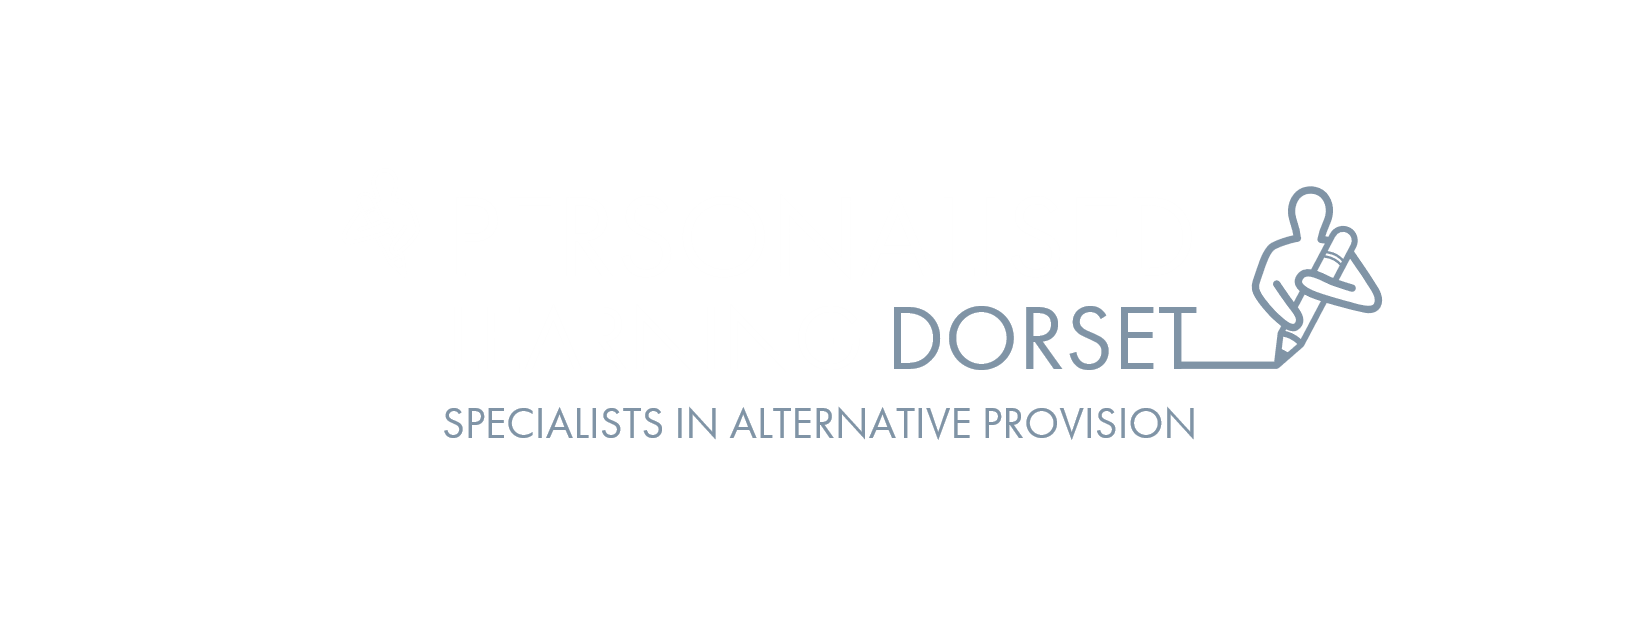 DORSET
SPECIALISTS IN ALTERNATIVE PROVISION